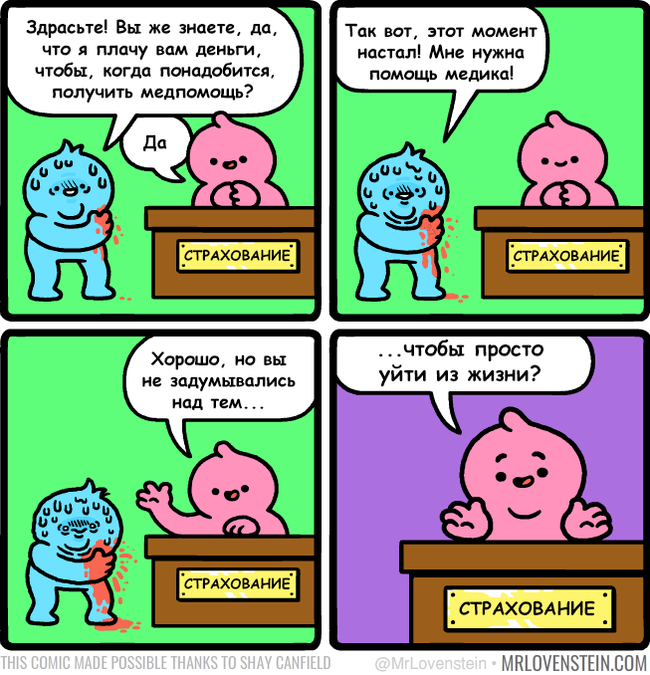 Здрасьте! Вы же знаете, да,
что я плачу вам деньги,
чтобы, когда понадобится,
получить медпомощь?
Да
СТРАХОВАНИЕ
Так вот, этот момент
настал! Мне нужна
помощь медика!
СТРАХОВАНИЕ
Хорошо, но вы
не задумывались
над тем...
СТРАХОВАНИЕ
...чтобы просто
уйти из жизни?
СТРАХОВАНИЕ
THIS COMIC MADE POSSIBLE THANKS TO SHAY CANFIELD
@MrLovenstein • MRLOVENSTEIN.COM